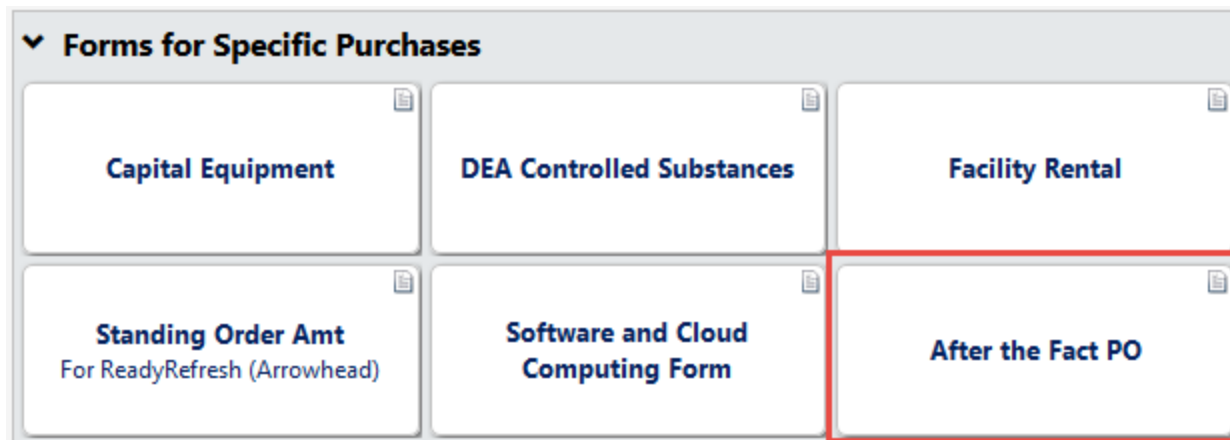 Forms for Specific Purchases
Capital Equipment
DEA Controlled Substances
Facility Rental
Standing Order Amt
For ReadyRefresh (Arrowhead)
Software and Cloud
Computing Form
After the Fact PO